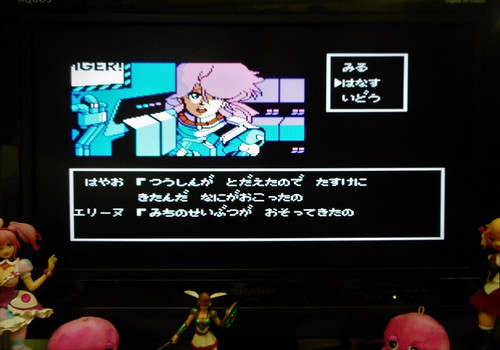 AQUOS
NGER!
みる
▶はなす
いどう
はやお『つうしんが とだえたので たすけに
きたんだ なにがおこったの
エリーヌ『みちのせいぶつが おそってきたの